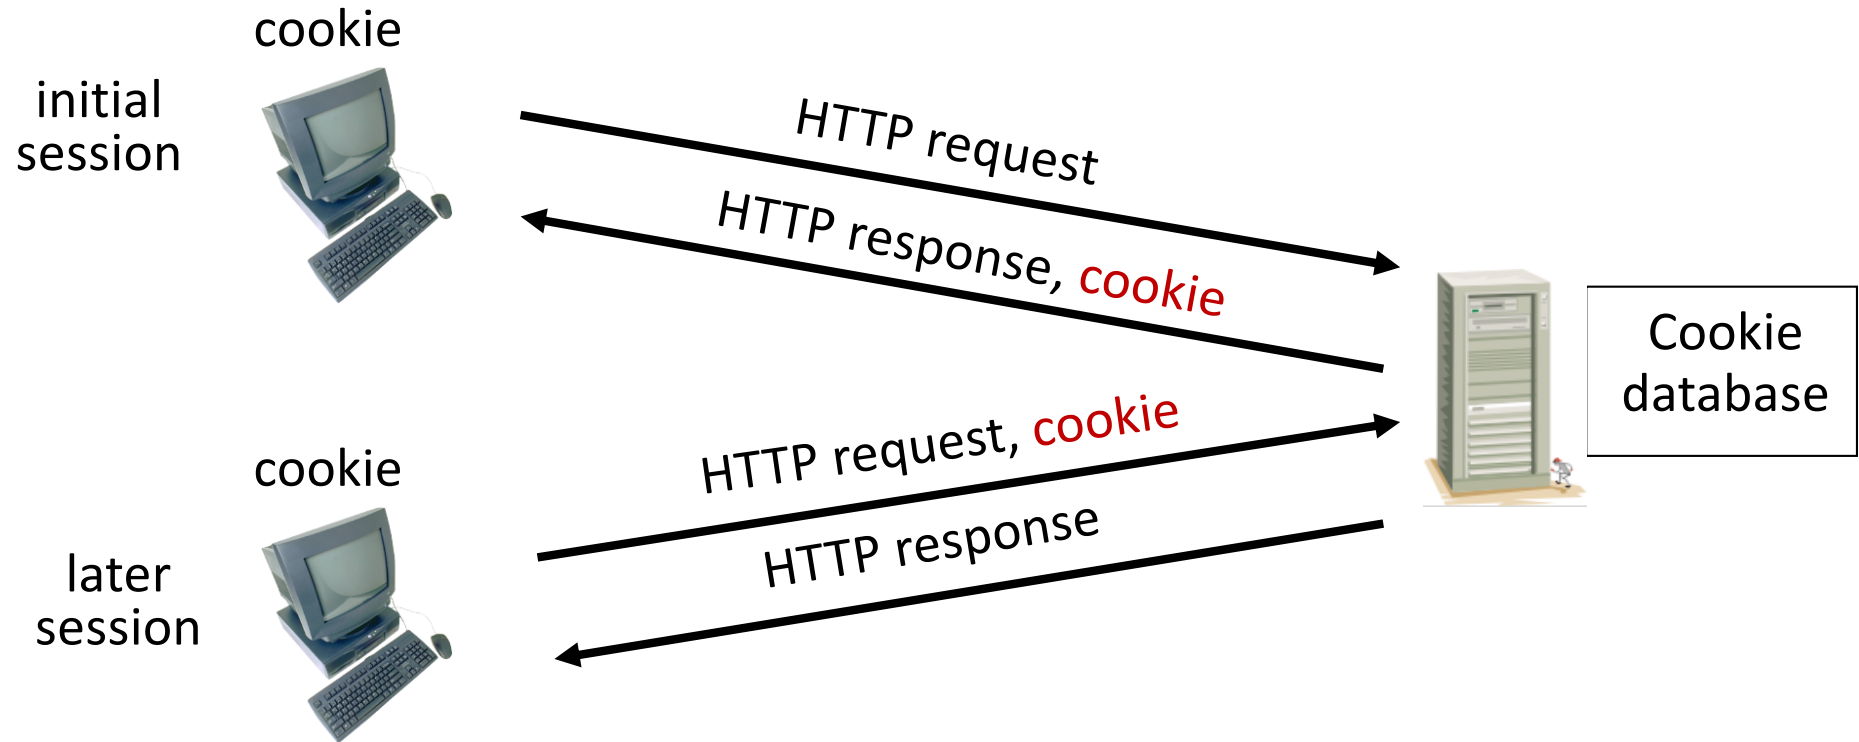 cookie
initial
session
HTTP request
HTTP response, cookie
Cookie
database
HTTP request, cookie
cookie
HTTP response
later
session